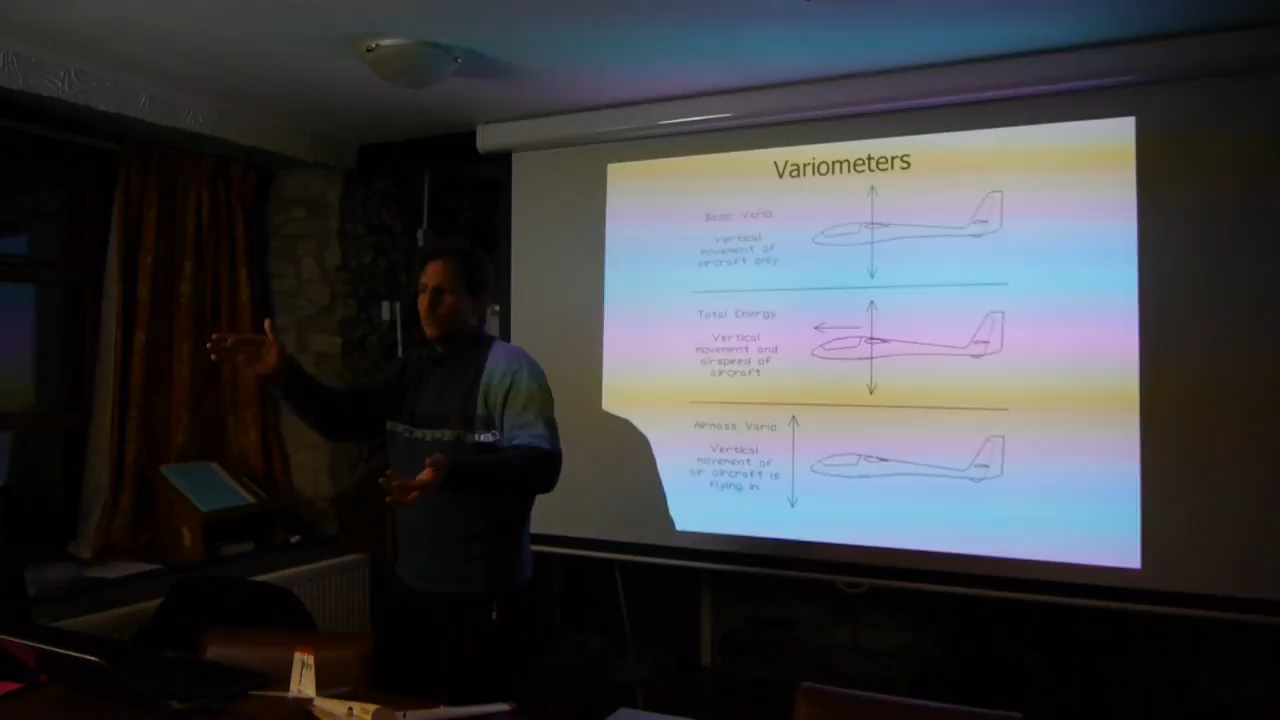 Variometers
Basic Vario
Vertical
movement of
aircraft only
Total Energy
Vertical
movement and
airspeed of
aircraft
Airmass Vario
Vertical
movement of
air aircraft is
flying in